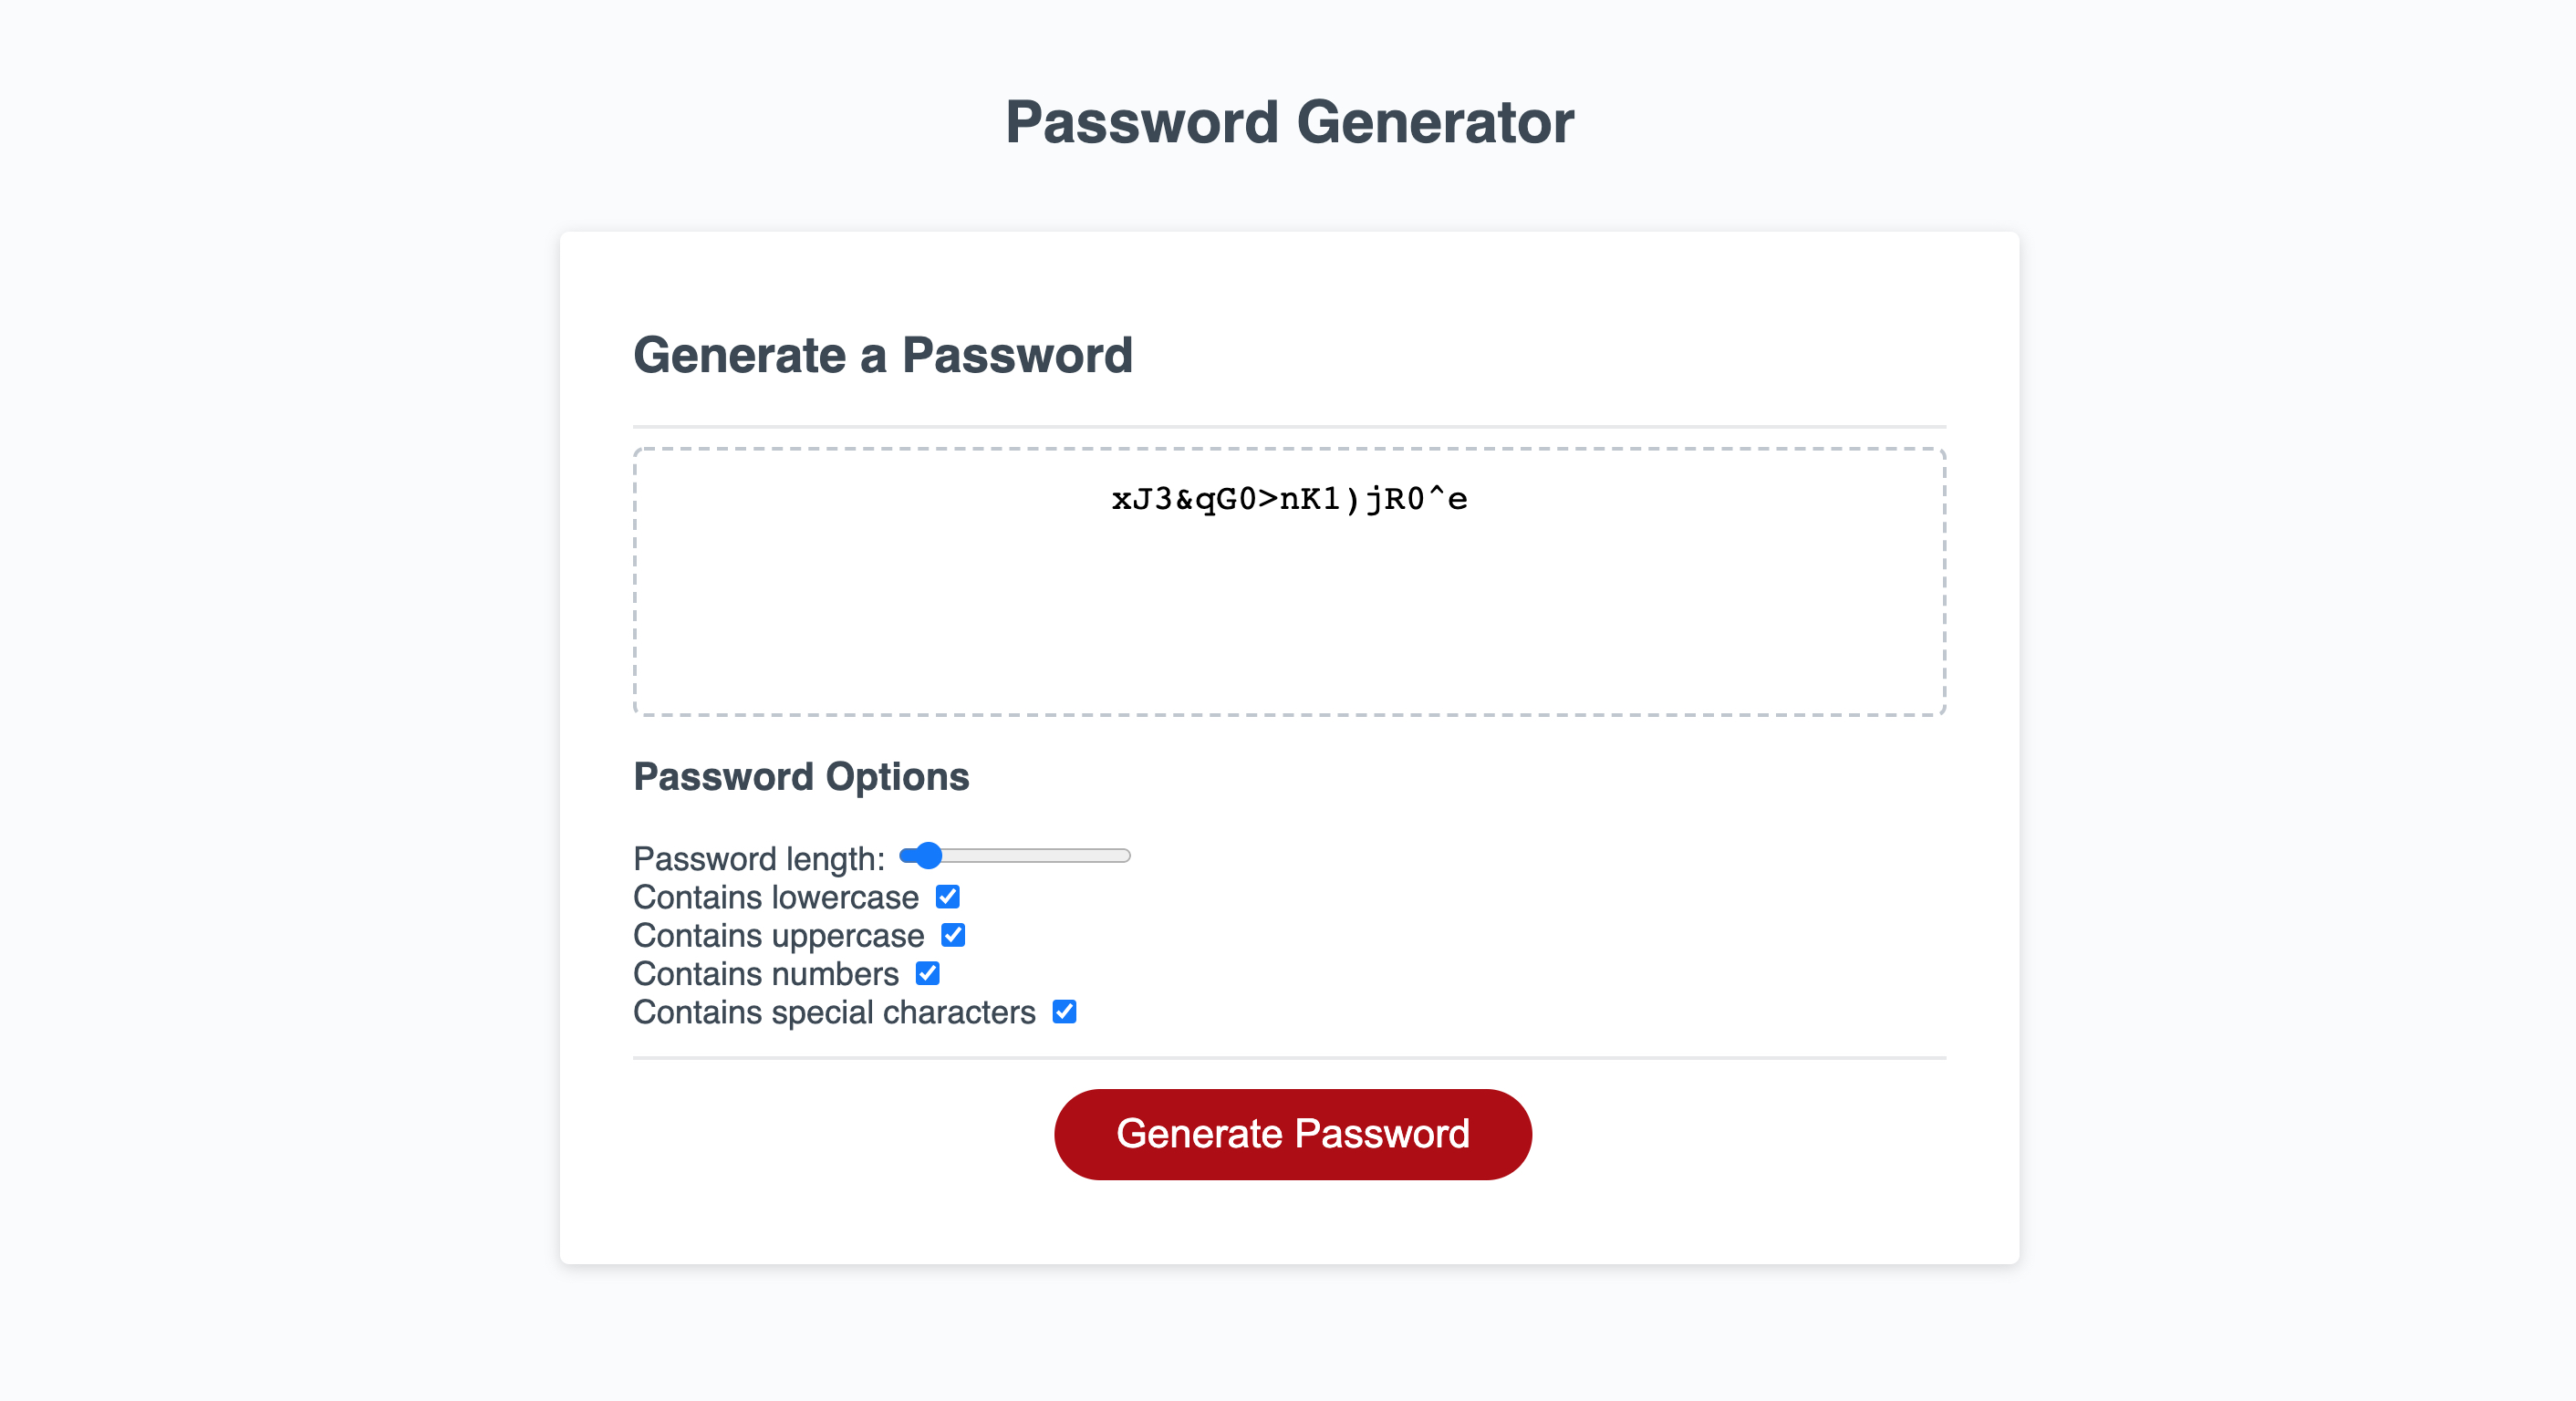 Password Generator
Generate a Password
xJ3&qG0>nK1)jR0^e
Password Options
Password length:
Contains lowercase
Contains uppercase
Contains numbers
Contains special characters
Generate Password